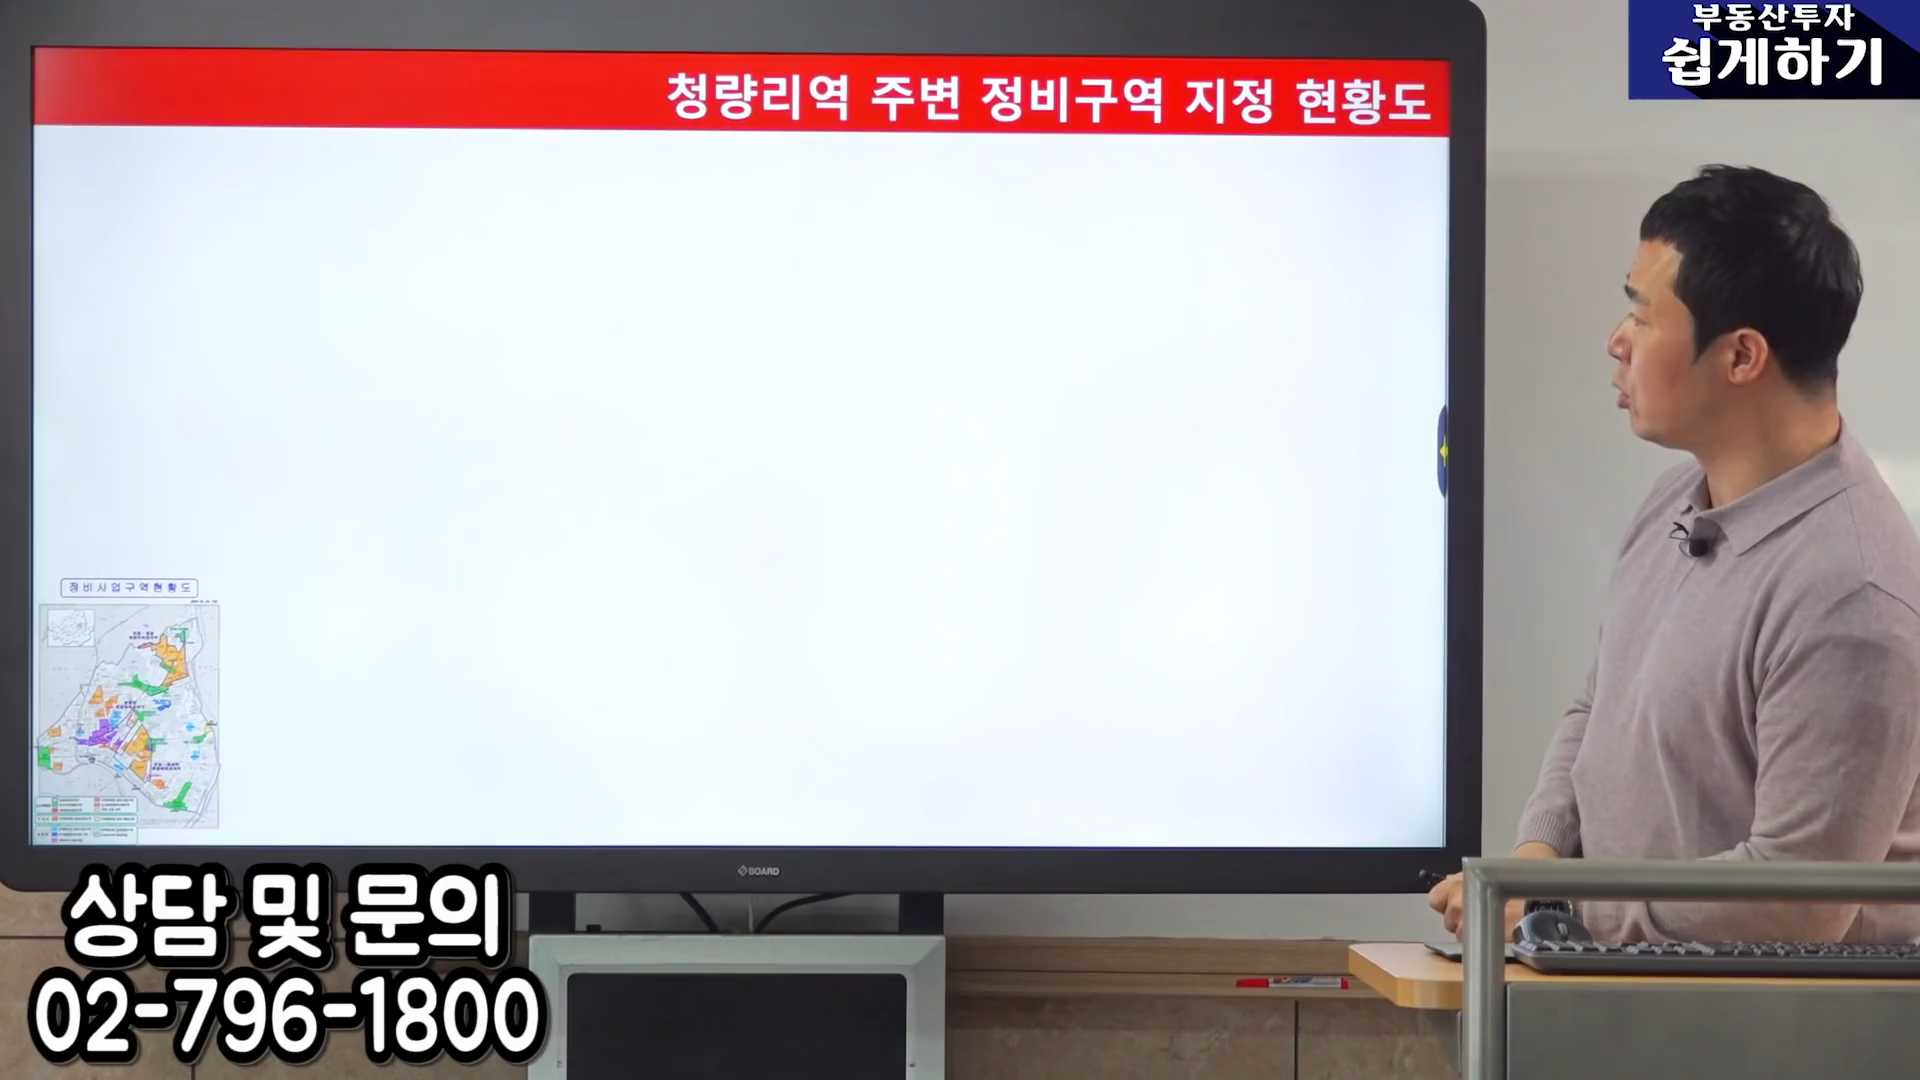 부동산투자
쉽게하기
청량리역 주변 정비구역 지정 현황도
정비사업구역현황도
BOARD
상담 및 문의
02-796-1800